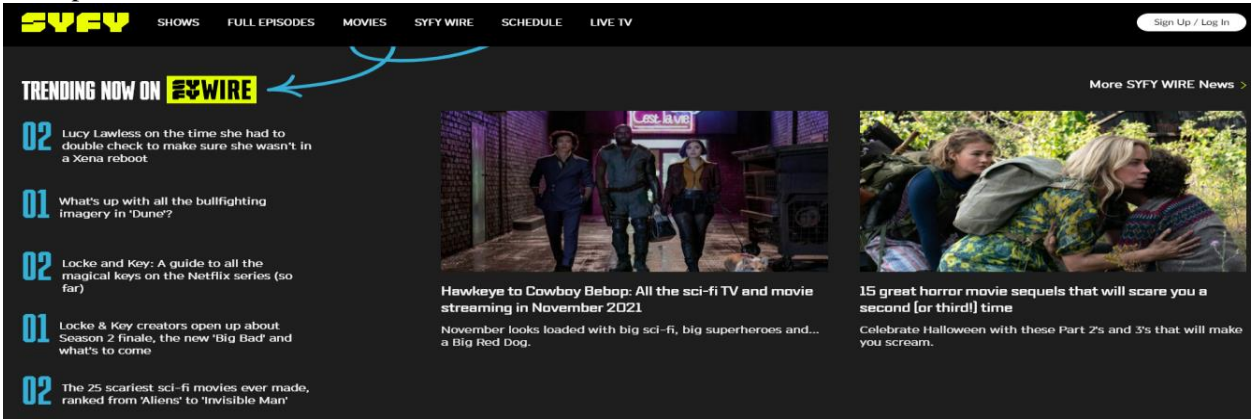 SYFY SHOWS FULL EPISODES MOVIES SYFY WIRE SCHEDULE LIVE TV Sign Up / Log In
TRENDING NOW ON SYFY WIRE
More SYFY WIRE News >
02 Lucy Lawless on the time she had to
double check to make sure she wasn't in
a Xena reboot
01 What's up with all the bullfighting
imagery in 'Dune'?
02 Locke and Key: A guide to all the
magical keys on the Netflix series (so
far)
01 Locke & Key creators open up about
Season 2 finale, the new 'Big Bad' and
what's to come
02 The 25 scariest sci-fi movies ever made,
ranked from 'Aliens' to 'Invisible Man'
C'est la vie
Hawkeye to Cowboy Bebop: All the sci-fi TV and movie
streaming in November 2021
November looks loaded with big sci-fi, big superheroes and...
a Big Red Dog.
15 great horror movie sequels that will scare you a
second (or third!) time
Celebrate Halloween with these Part 2's and 3's that will make
you scream.